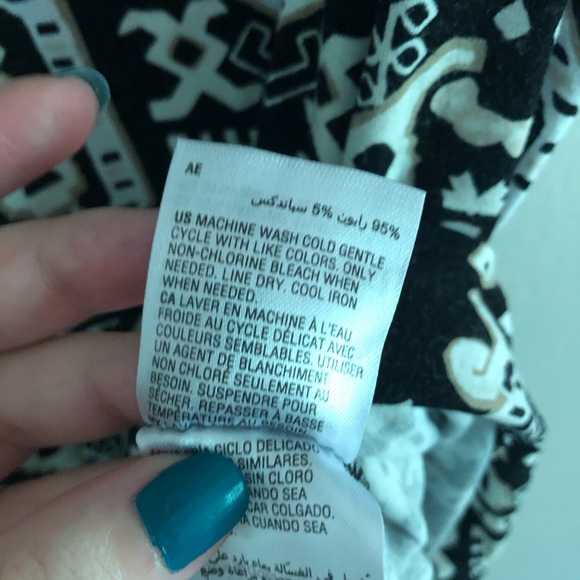 AE
95% رايون 5% سباندكس
US MACHINE WASH COLD GENTLE
CYCLE WITH LIKE COLORS. ONLY
NON-CHLORINE BLEACH WHEN
NEEDED. LINE DRY. COOL IRON
WHEN NEEDED.
CA LAVER EN MACHINE À L'EAU
FROIDE AU CYCLE DÉLICAT AVEC
COULEURS SEMBLABLES. UTILISER
UN AGENT DE BLANCHIMENT
NON CHLORÉ SEULEMENT AU
BESOIN. SUSPENDRE POUR
SÉCHER. REPASSER À BASSE
TEMPÉRATURE
CICLO DELICADO
SIMILARES.
SIN CLORO
SEA
COLGADO.
CUANDO SEA